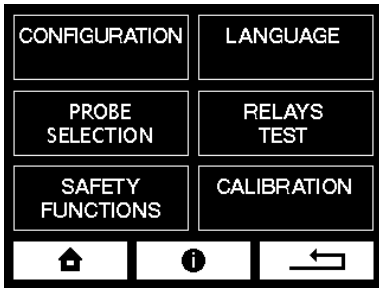 CONFIGURATION
LANGUAGE
PROBE
SELECTION
RELAYS
TEST
SAFETY
FUNCTIONS
CALIBRATION